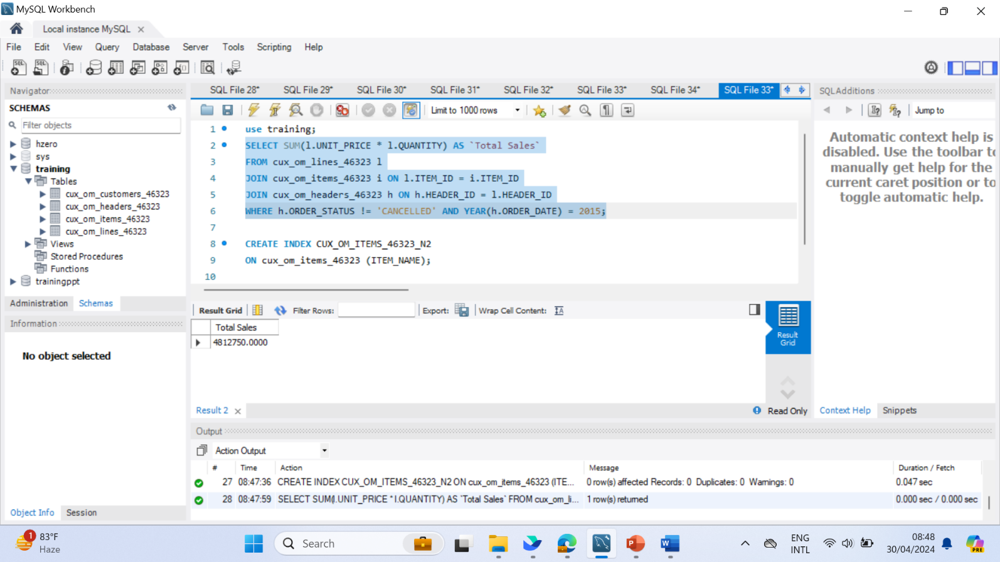 MySQL Workbench
Local instance MySQL
File Edit View Query Database Server Tools Scripting Help
Navigator
SCHEMAS
Filter objects
hzero
sys
training
Tables
cux_om_customers_46323
cux_om_headers_46323
cux_om_items_46323
cux_om_lines_46323
Views
Stored Procedures
Functions
trainingppt
Administration Schemas
Information
No object selected
Object Info Session
SQL File 28* SQL File 29* SQL File 30* SQL File 31* SQL File 32* SQL File 33* SQL File 34* SQL File 33*
Limit to 1000 rows
1 use training;
2 SELECT SUM(l.UNIT_PRICE * l.QUANTITY) AS `Total Sales`
3 FROM cux_om_lines_46323 l
4 JOIN cux_om_items_46323 i ON l.ITEM_ID = i.ITEM_ID
5 JOIN cux_om_headers_46323 h ON h.HEADER_ID = l.HEADER_ID
6 WHERE h.ORDER_STATUS != 'CANCELLED' AND YEAR(h.ORDER_DATE) = 2015;
7
8 CREATE INDEX CUX_OM_ITEMS_46323_N2
9 ON cux_om_items_46323 (ITEM_NAME);
10
Result Grid Filter Rows: Export: Wrap Cell Content:
Total Sales
4812750.0000
Result Grid
Result 2
Read Only
SQLAdditions
Jump to
Automatic context help is
disabled. Use the toolbar to
manually get help for the
current caret position or to
toggle automatic help.
Context Help Snippets
Output
Action Output
# Time Action Message Duration / Fetch
27 08:47:36 CREATE INDEX CUX_OM_ITEMS_46323_N2 ON cux_om_items_46323 (ITE... 0 row(s) affected Records: 0 Duplicates: 0 Warnings: 0 0.047 sec
28 08:47:59 SELECT SUM(l.UNIT_PRICE * l.QUANTITY) AS `Total Sales` FROM cux_om_li... 1 row(s) returned 0.000 sec / 0.000 sec
1
83°F
Haze
Search
ENG
INTL
08:48
30/04/2024
PRE